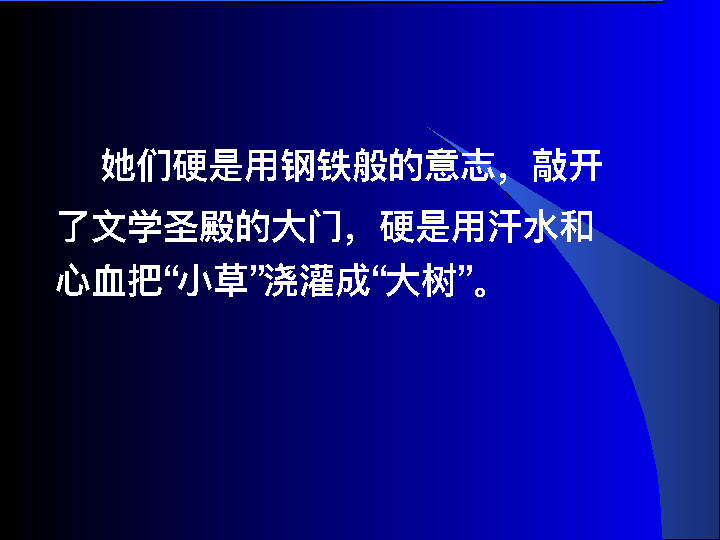 她们硬是用钢铁般的意志，敲开
了文学圣殿的大门，硬是用汗水和
心血把“小草”浇灌成“大树”。